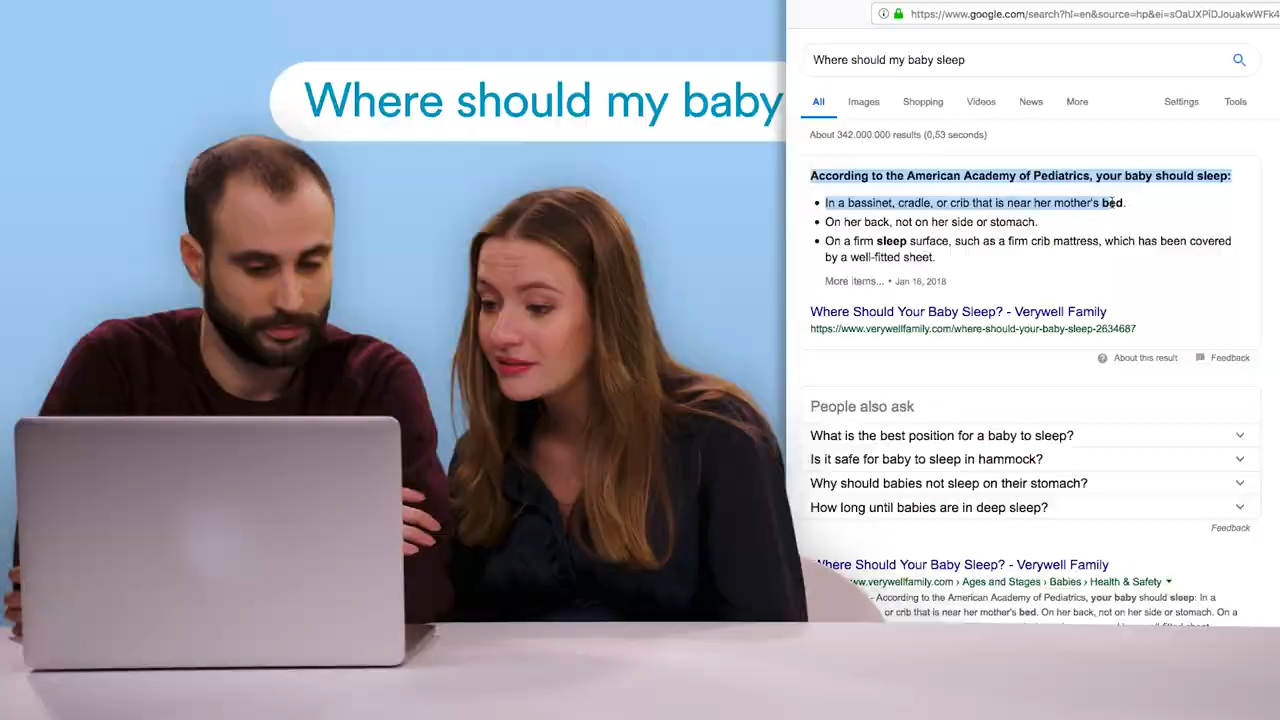 Where should my baby
https://www.google.com/search?hl=en&source=hp&ei=sOaUXPiDJouakwWFk4
Where should my baby sleep
All Images Shopping Videos News More Settings Tools
About 342.000.000 results (0,53 seconds)
According to the American Academy of Pediatrics, your baby should sleep:
• In a bassinet, cradle, or crib that is near her mother's bed.
• On her back, not on her side or stomach.
• On a firm sleep surface, such as a firm crib mattress, which has been covered
by a well-fitted sheet.
More items... • Jan 16, 2018
Where Should Your Baby Sleep? - Verywell Family
https://www.verywellfamily.com/where-should-your-baby-sleep-2634687
About this result Feedback
People also ask
What is the best position for a baby to sleep?
Is it safe for baby to sleep in hammock?
Why should babies not sleep on their stomach?
How long until babies are in deep sleep?
Feedback
Where Should Your Baby Sleep? - Verywell Family
ww.verywellfamily.com › Ages and Stages › Babies › Health & Safety
- According to the American Academy of Pediatrics, your baby should sleep: In a
or crib that is near her mother's bed. On her back, not on her side or stomach. On a